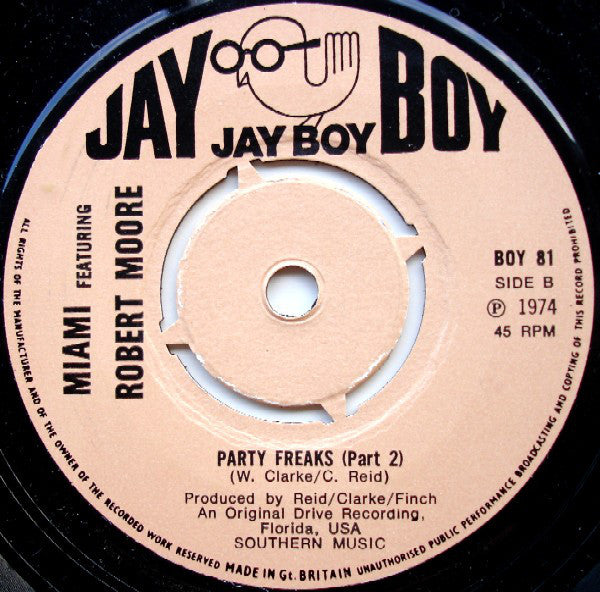 JAY BOY
JAY BOY
MIAMI FEATURING
ROBERT MOORE
BOY 81
SIDE B
Ⓟ 1974
45 RPM
PARTY FREAKS (Part 2)
(W. Clarke/C. Reid)
Produced by Reid/Clarke/Finch
An Original Drive Recording,
Florida, USA
SOUTHERN MUSIC
ALL RIGHTS OF THE MANUFACTURER AND OF THE OWNER OF THE RECORDED WORK RESERVED MADE IN Gt. BRITAIN UNAUTHORISED PUBLIC PERFORMANCE BROADCASTING AND COPYING OF THIS RECORD PROHIBITED